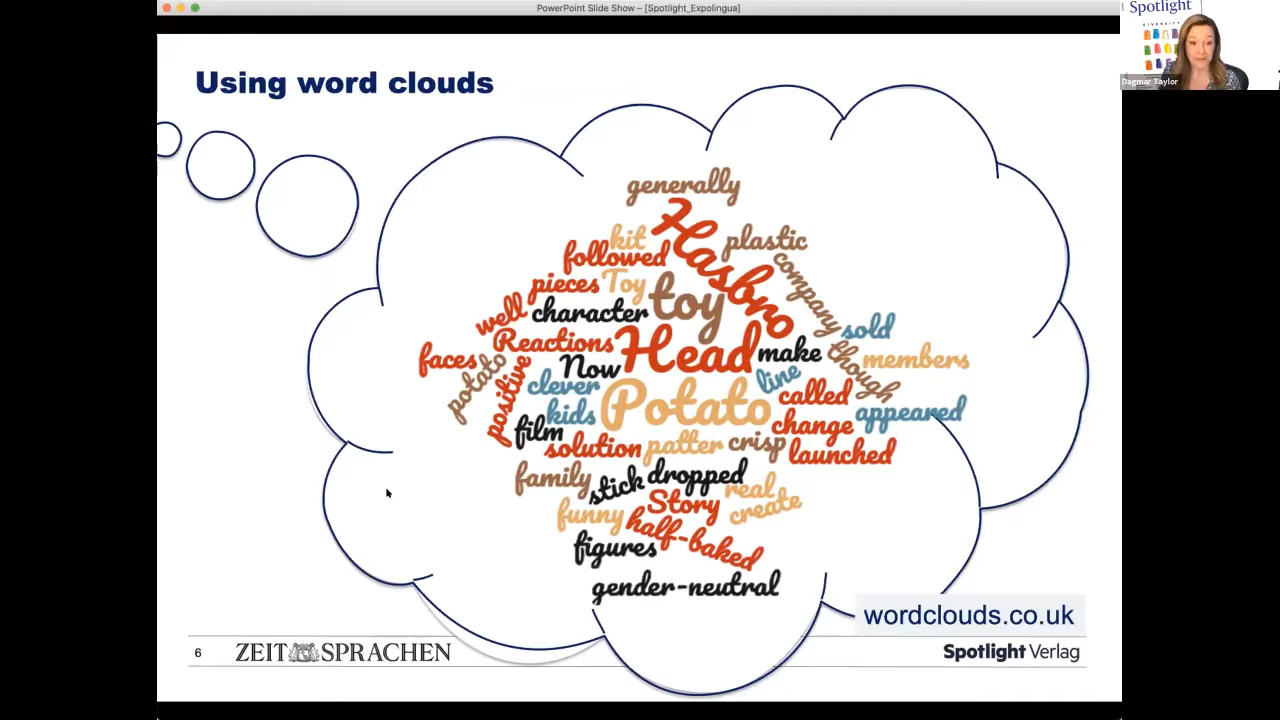 PowerPoint Slide Show - [Spotlight_Expolingua]
Spotlight
DIVERSITY
Dagmar Taylor
Using word clouds
generally
Hasbro
kit
plastic
followed
company
pieces
Toy
toy
well
character
sold
Reactions
Head
make
though
members
faces
Now
potato
positive
clever
line
called
appeared
kids
Potato
film
change
solution
patter
crisp
launched
family
stick
dropped
real
Story
create
funny
half-baked
figures
gender-neutral
wordclouds.co.uk
6
ZEIT SPRACHEN
Spotlight Verlag